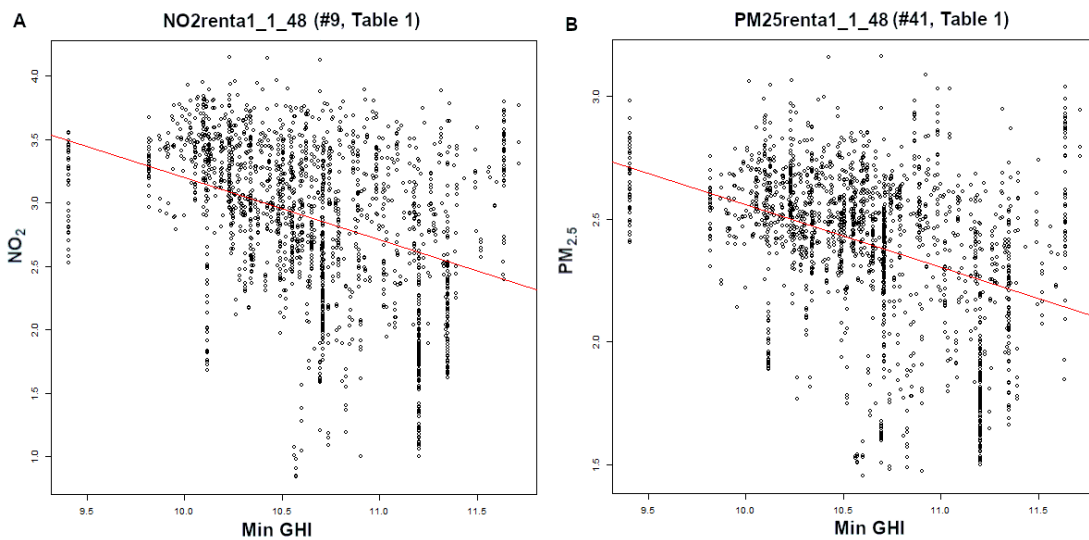 A
NO2renta1_1_48 (#9, Table 1)
NO2
4.0
3.5
3.0
2.5
2.0
1.5
1.0
9.5 10.0 10.5 11.0 11.5
Min GHI
B
PM25renta1_1_48 (#41, Table 1)
PM2.5
3.0
2.5
2.0
1.5
9.5 10.0 10.5 11.0 11.5
Min GHI